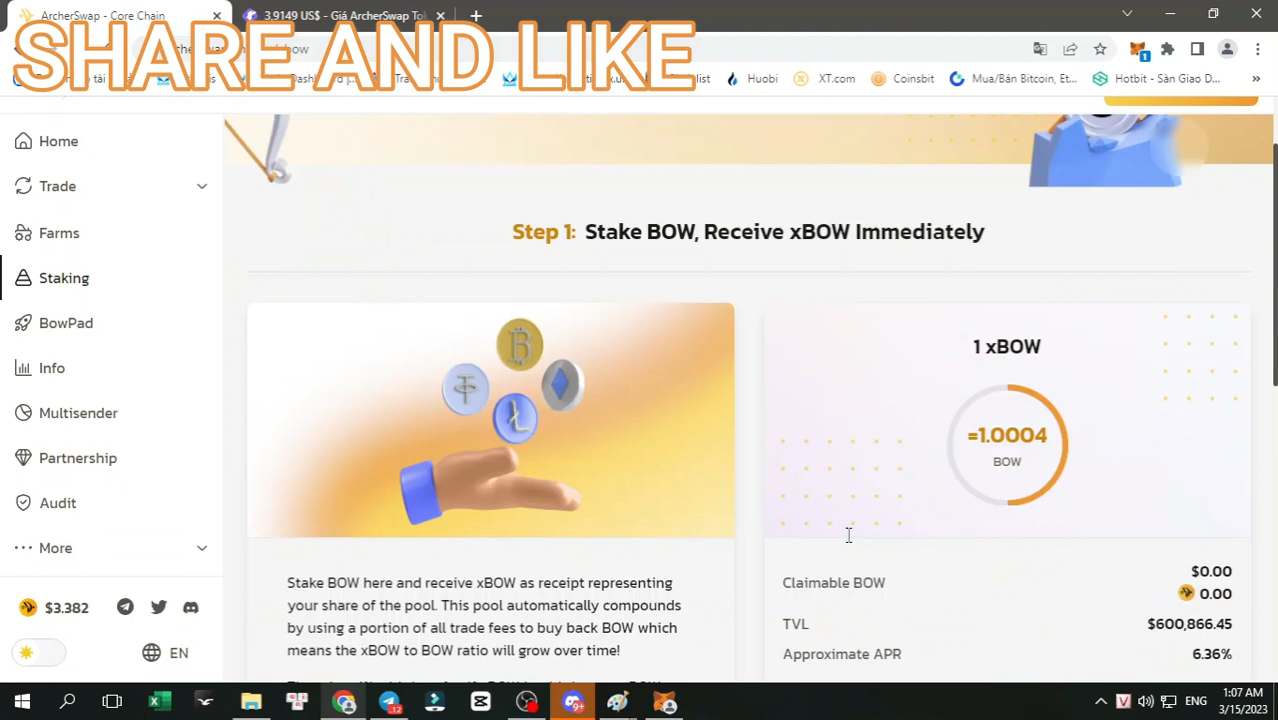 ArcherSwap - Core Chain
3,9149 US$ - Giá ArcherSwap To
SHARE AND LIKE
Huobi
XT.com
Coinsbit
Mua/Bán Bitcoin, Et...
Hotbit - Sàn Giao D...
Home
Trade
Farms
Staking
BowPad
Info
Multisender
Partnership
Audit
More
$3.382
EN
Step 1: Stake BOW, Receive xBOW Immediately
Stake BOW here and receive xBOW as receipt representing
your share of the pool. This pool automatically compounds
by using a portion of all trade fees to buy back BOW which
means the xBOW to BOW ratio will grow over time!
1 xBOW
=1.0004
BOW
Claimable BOW
$0.00
0.00
TVL
$600,866.45
Approximate APR
6.36%
12
9+
1
ENG
1:07 AM
3/15/2023